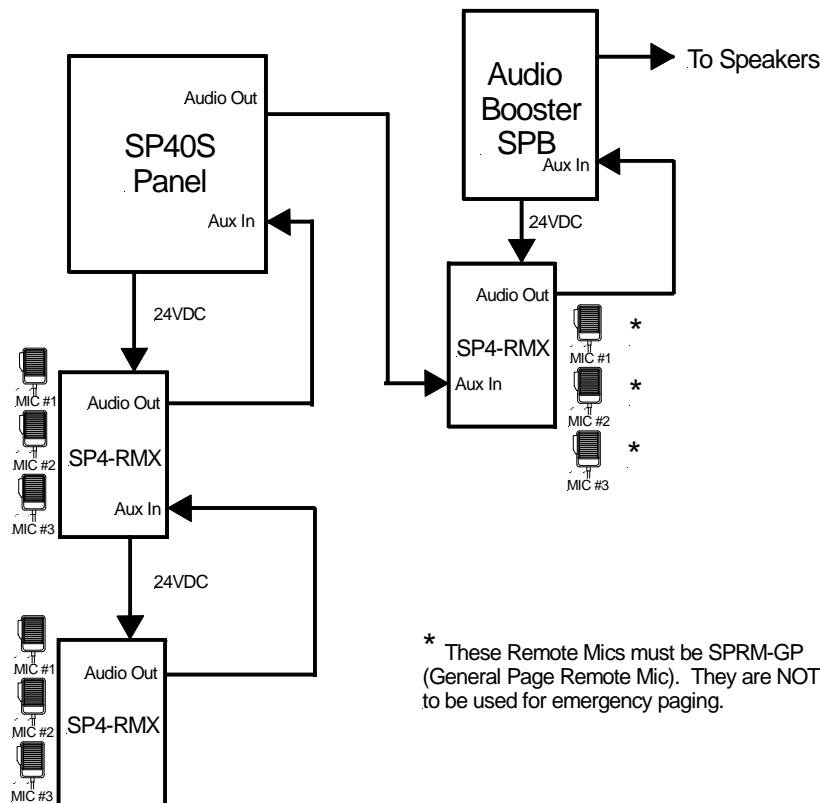 Audio Out
SP40S
Panel
Aux In
24VDC
MIC #1
MIC #2
MIC #3
Audio Out
SP4-RMX
Aux In
24VDC
MIC #1
MIC #2
MIC #3
Audio Out
SP4-RMX
Audio
Booster
SPB
Aux In
To Speakers
24VDC
Audio Out
SP4-RMX
Aux In
MIC #1
*
MIC #2
*
MIC #3
*
* These Remote Mics must be SPRM-GP
(General Page Remote Mic). They are NOT
to be used for emergency paging.